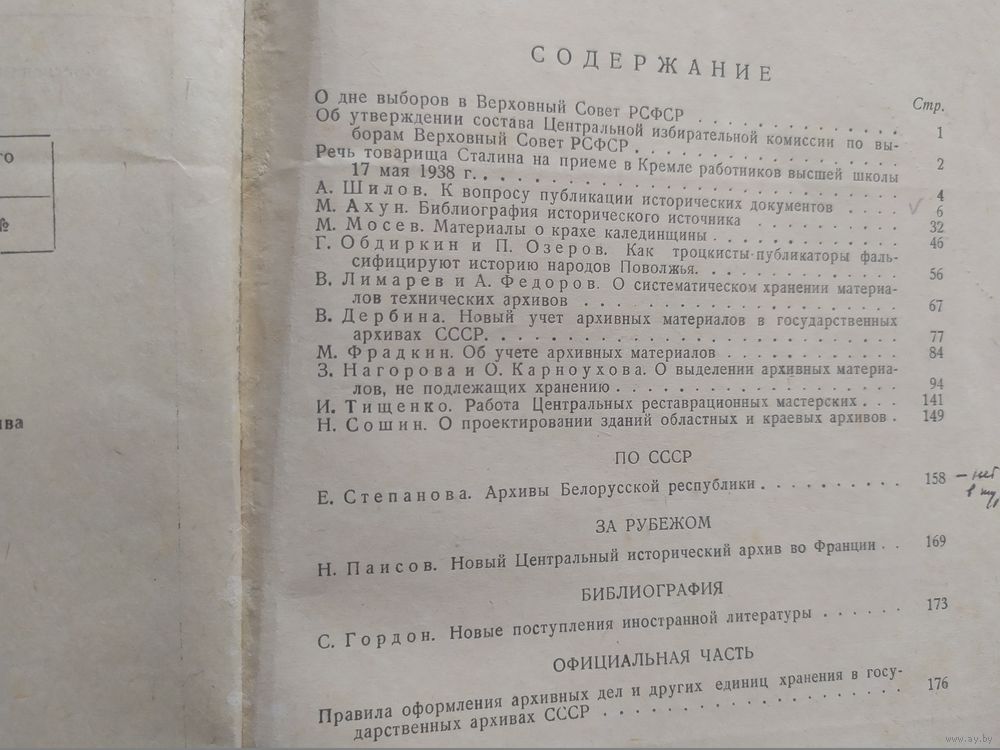 го
№
ива
СОДЕРЖАНИЕ
Стр.
О дне выборов в Верховный Совет РСФСР . . . . . . . . . . . . 1
Об утверждении состава Центральной избирательной комиссии по вы-
борам Верховный Совет РСФСР . . . . . . . . . . . . . . . 2
Речь товарища Сталина на приеме в Кремле работников высшей школы
17 мая 1938 г. . . . . . . . . . . . . . . . . . . . . . . 4
А. Шилов. К вопросу публикации исторических документов . . . . 6
М. Ахун. Библиография исторического источника . . . . . . . . . 32
М. Мосев. Материалы о крахе калединщины . . . . . . . . . . . 46
Г. Обдиркин и П. Озеров. Как троцкисты-публикаторы фаль-
сифицируют историю народов Поволжья. . . . . . . . . . . . 56
В. Лимарев и А. Федоров. О систематическом хранении материа-
лов технических архивов . . . . . . . . . . . . . . . . . . 67
В. Дербина. Новый учет архивных материалов в государственных
архивах СССР. . . . . . . . . . . . . . . . . . . . . . . 77
М. Фрадкин. Об учете архивных материалов . . . . . . . . . . . 84
З. Нагорова и О. Карноухова. О выделении архивных материа-
лов, не подлежащих хранению . . . . . . . . . . . . . . . . 94
И. Тищенко. Работа Центральных реставрационных мастерских . . . 141
Н. Сошин. О проектировании зданий областных и краевых архивов . 149
ПО СССР
Е. Степанова. Архивы Белорусской республики . . . . . . . . . . 158 – нет
в
ЗА РУБЕЖОМ
Н. Паисов. Новый Центральный исторический архив во Франции . . 169
БИБЛИОГРАФИЯ
С. Гордон. Новые поступления иностранной литературы . . . . . . 173
ОФИЦИАЛЬНАЯ ЧАСТЬ
Правила оформления архивных дел и других единиц хранения в госу-
дарственных архивах СССР . . . . . . . . . . . . . . . . . 176
www.ay.by